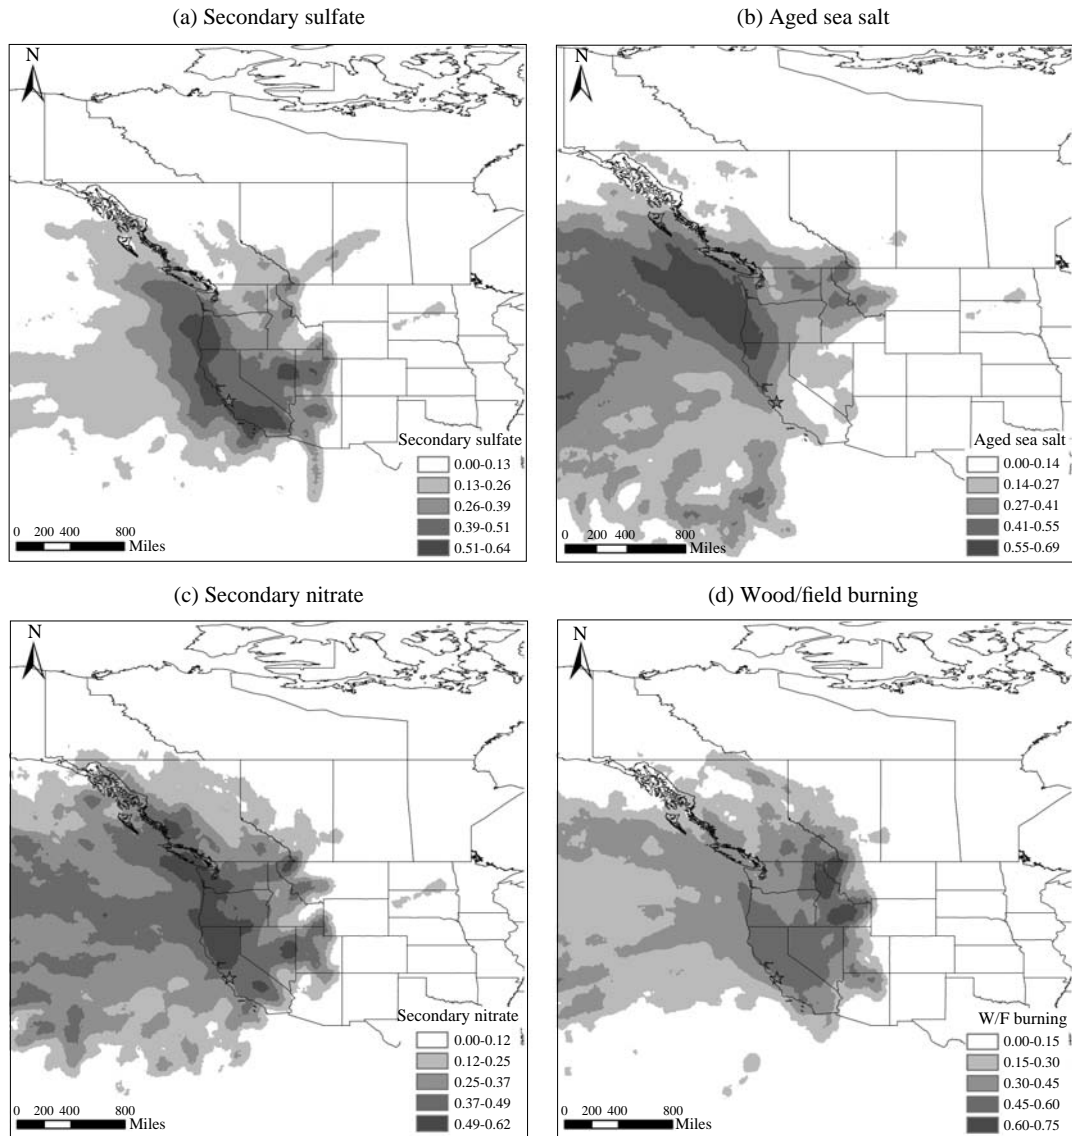 (a) Secondary sulfate
N
Secondary sulfate
0.00-0.13
0.13-0.26
0.26-0.39
0.39-0.51
0.51-0.64
0 200 400 800
Miles
(b) Aged sea salt
N
Aged sea salt
0.00-0.14
0.14-0.27
0.27-0.41
0.41-0.55
0.55-0.69
0 200 400 800
Miles
(c) Secondary nitrate
N
Secondary nitrate
0.00-0.12
0.12-0.25
0.25-0.37
0.37-0.49
0.49-0.62
0 200 400 800
Miles
(d) Wood/field burning
N
W/F burning
0.00-0.15
0.15-0.30
0.30-0.45
0.45-0.60
0.60-0.75
0 200 400 800
Miles